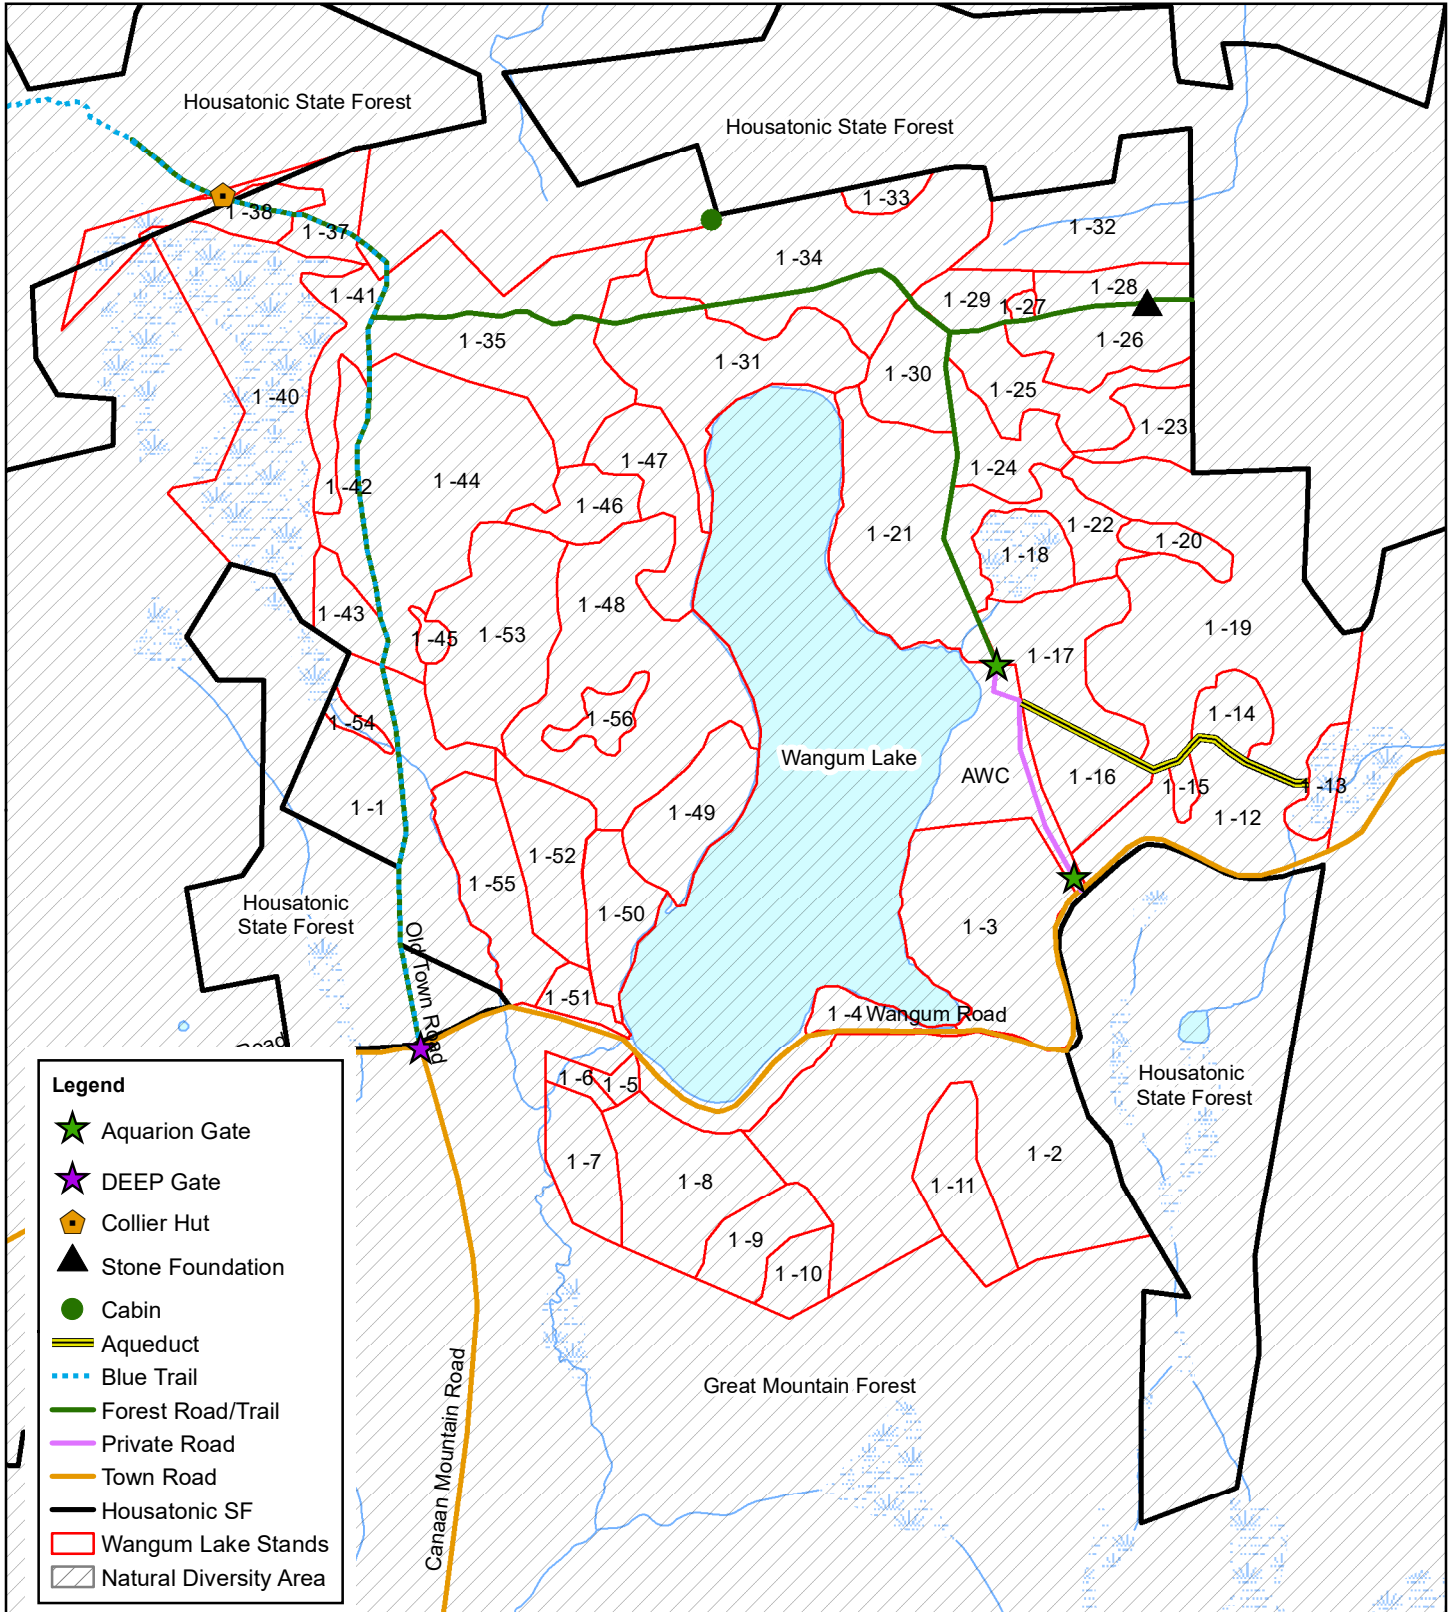 Housatonic State Forest
Housatonic State Forest
1 -38
1 -37
1 -33
1 -32
1 -34
1 -41
1 -29
1 -27
1 -28
1 -35
1 -26
1 -31
1 -30
1 -25
1 -40
1 -23
1 -47
1 -24
1 -44
1 -42
1 -46
1 -22
1 -21
1 -20
1 -18
1 -48
1 -43
1 -19
1 -45
1 -53
1 -17
1 -14
1 -56
1 -54
Wangum Lake
AWC
1 -16
1 -15
1 -13
1 -1
1 -49
1 -12
1 -52
1 -55
Housatonic
State Forest
1 -50
1 -3
Old Town Road
1 -51
1 -4
Wangum Road
Road
1 -6
1 -5
Housatonic
State Forest
1 -2
1 -7
1 -8
1 -11
1 -9
1 -10
Great Mountain Forest
Canaan Mountain Road
Legend
Aquarion Gate
DEEP Gate
Collier Hut
Stone Foundation
Cabin
Aqueduct
Blue Trail
Forest Road/Trail
Private Road
Town Road
Housatonic SF
Wangum Lake Stands
Natural Diversity Area